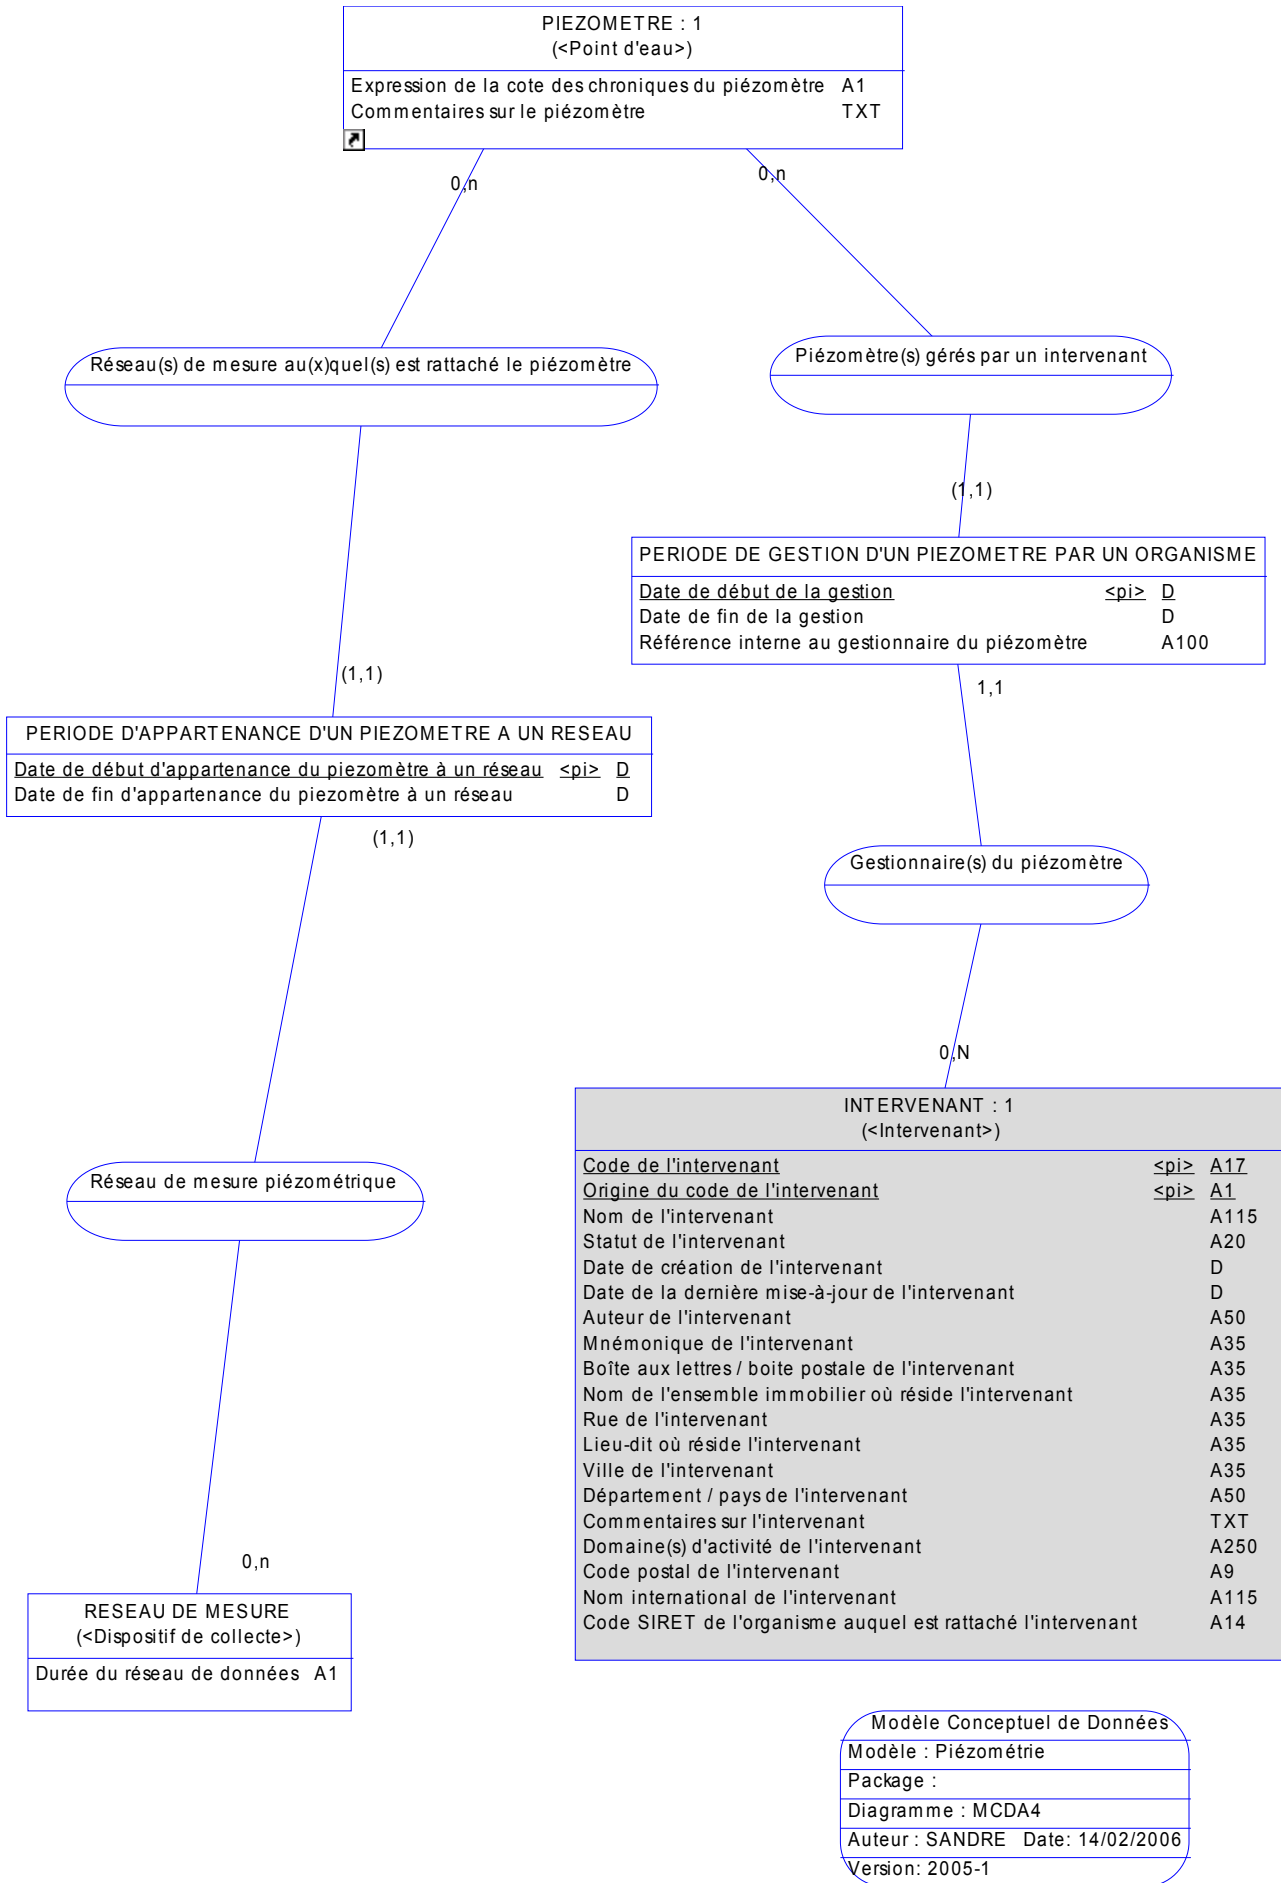 PIEZOMETRE : 1
(<Point d'eau>)
Expression de la cote des chroniques du piézomètre A1
Commentaires sur le piézomètre TXT
0,n
0,n
Réseau(s) de mesure au(x)quel(s) est rattaché le piézomètre
Piézomètre(s) gérés par un intervenant
(1,1)
PERIODE DE GESTION D'UN PIEZOMETRE PAR UN ORGANISME
Date de début de la gestion <pi> D
Date de fin de la gestion D
Référence interne au gestionnaire du piézomètre A100
(1,1)
1,1
PERIODE D'APPARTENANCE D'UN PIEZOMETRE A UN RESEAU
Date de début d'appartenance du piezomètre à un réseau <pi> D
Date de fin d'appartenance du piezomètre à un réseau D
(1,1)
Gestionnaire(s) du piézomètre
0,N
INTERVENANT : 1
(<Intervenant>)
Code de l'intervenant <pi> A17
Origine du code de l'intervenant <pi> A1
Nom de l'intervenant A115
Statut de l'intervenant A20
Date de création de l'intervenant D
Date de la dernière mise-à-jour de l'intervenant D
Auteur de l'intervenant A50
Mnémonique de l'intervenant A35
Boîte aux lettres / boite postale de l'intervenant A35
Nom de l'ensemble immobilier où réside l'intervenant A35
Rue de l'intervenant A35
Lieu-dit où réside l'intervenant A35
Ville de l'intervenant A35
Département / pays de l'intervenant A50
Commentaires sur l'intervenant TXT
Domaine(s) d'activité de l'intervenant A250
Code postal de l'intervenant A9
Nom international de l'intervenant A115
Code SIRET de l'organisme auquel est rattaché l'intervenant A14
Réseau de mesure piézométrique
0,n
RESEAU DE MESURE
(<Dispositif de collecte>)
Durée du réseau de données A1
Modèle Conceptuel de Données
Modèle : Piézométrie
Package :
Diagramme : MCDA4
Auteur : SANDRE Date: 14/02/2006
Version: 2005-1